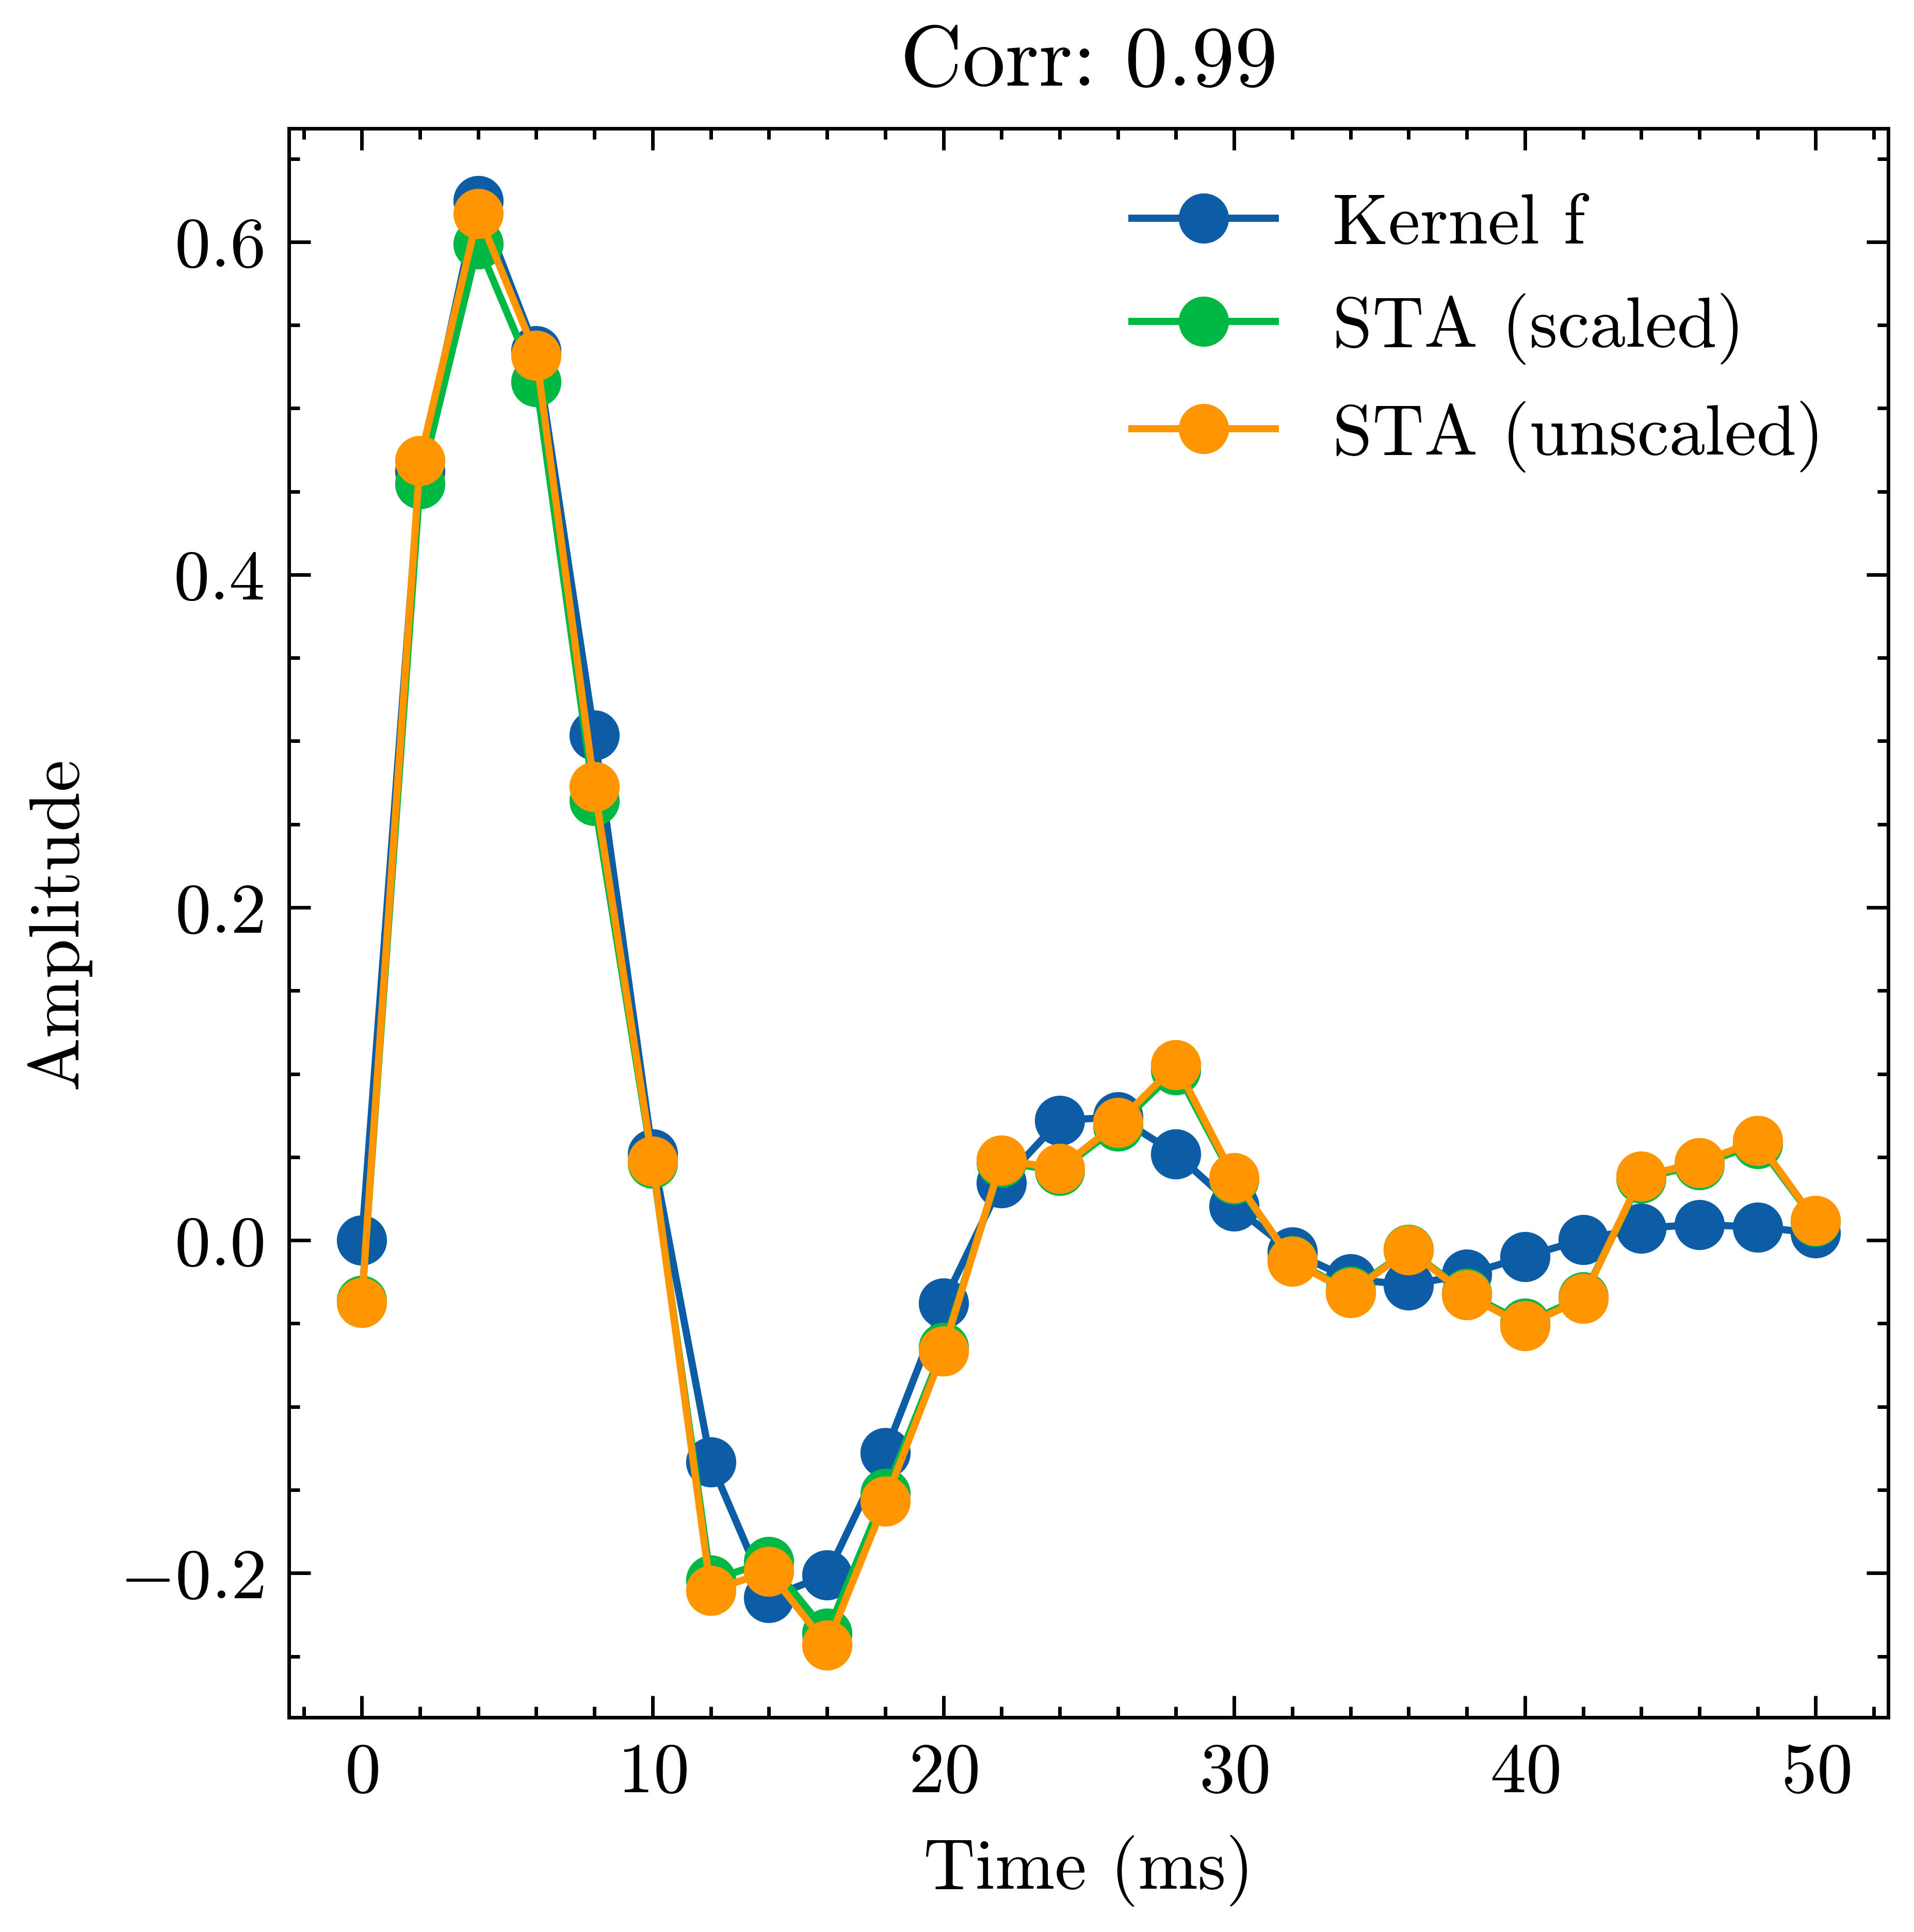 Corr: 0.99
Kernel f
STA (scaled)
STA (unscaled)
Amplitude
0.6
0.4
0.2
0.0
−0.2
0 10 20 30 40 50
Time (ms)